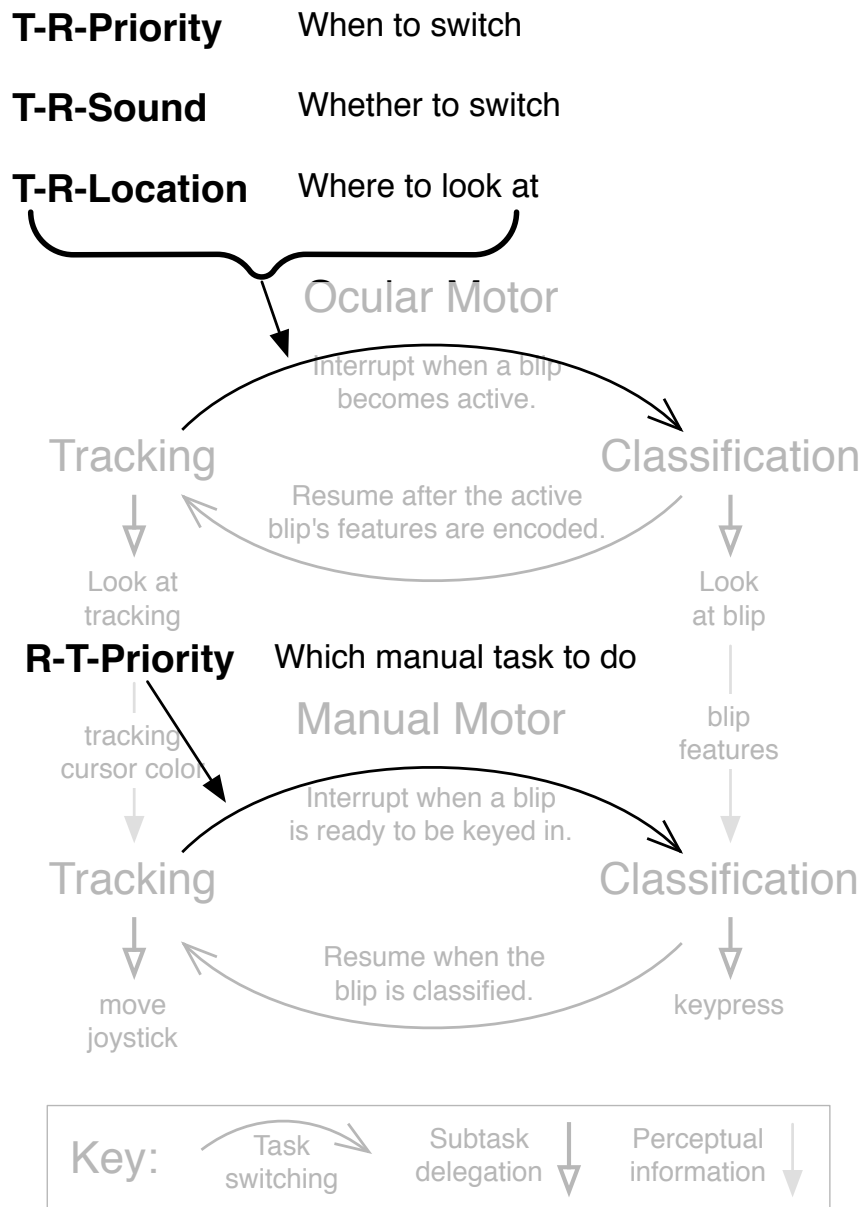 T-R-Priority When to switch
T-R-Sound Whether to switch
T-R-Location Where to look at
Ocular Motor
Interrupt when a blip
becomes active.
Tracking Classification
Resume after the active
blip's features are encoded.
Look at
tracking
Look
at blip
R-T-Priority Which manual task to do
tracking
cursor color
Manual Motor
blip
features
Interrupt when a blip
is ready to be keyed in.
Tracking Classification
Resume when the
blip is classified.
move
joystick
keypress
Key:
Task
switching
Subtask
delegation
Perceptual
information